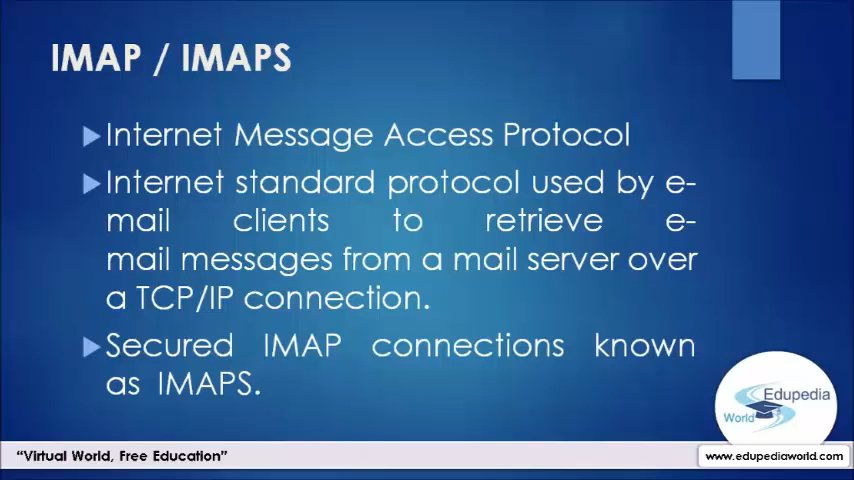 IMAP / IMAPS
Internet Message Access Protocol
Internet standard protocol used by e-
mail clients to retrieve e-
mail messages from a mail server over
a TCP/IP connection.
Secured IMAP connections known
as IMAPS.
Edupedia
World
“Virtual World, Free Education”
www.edupediaworld.com